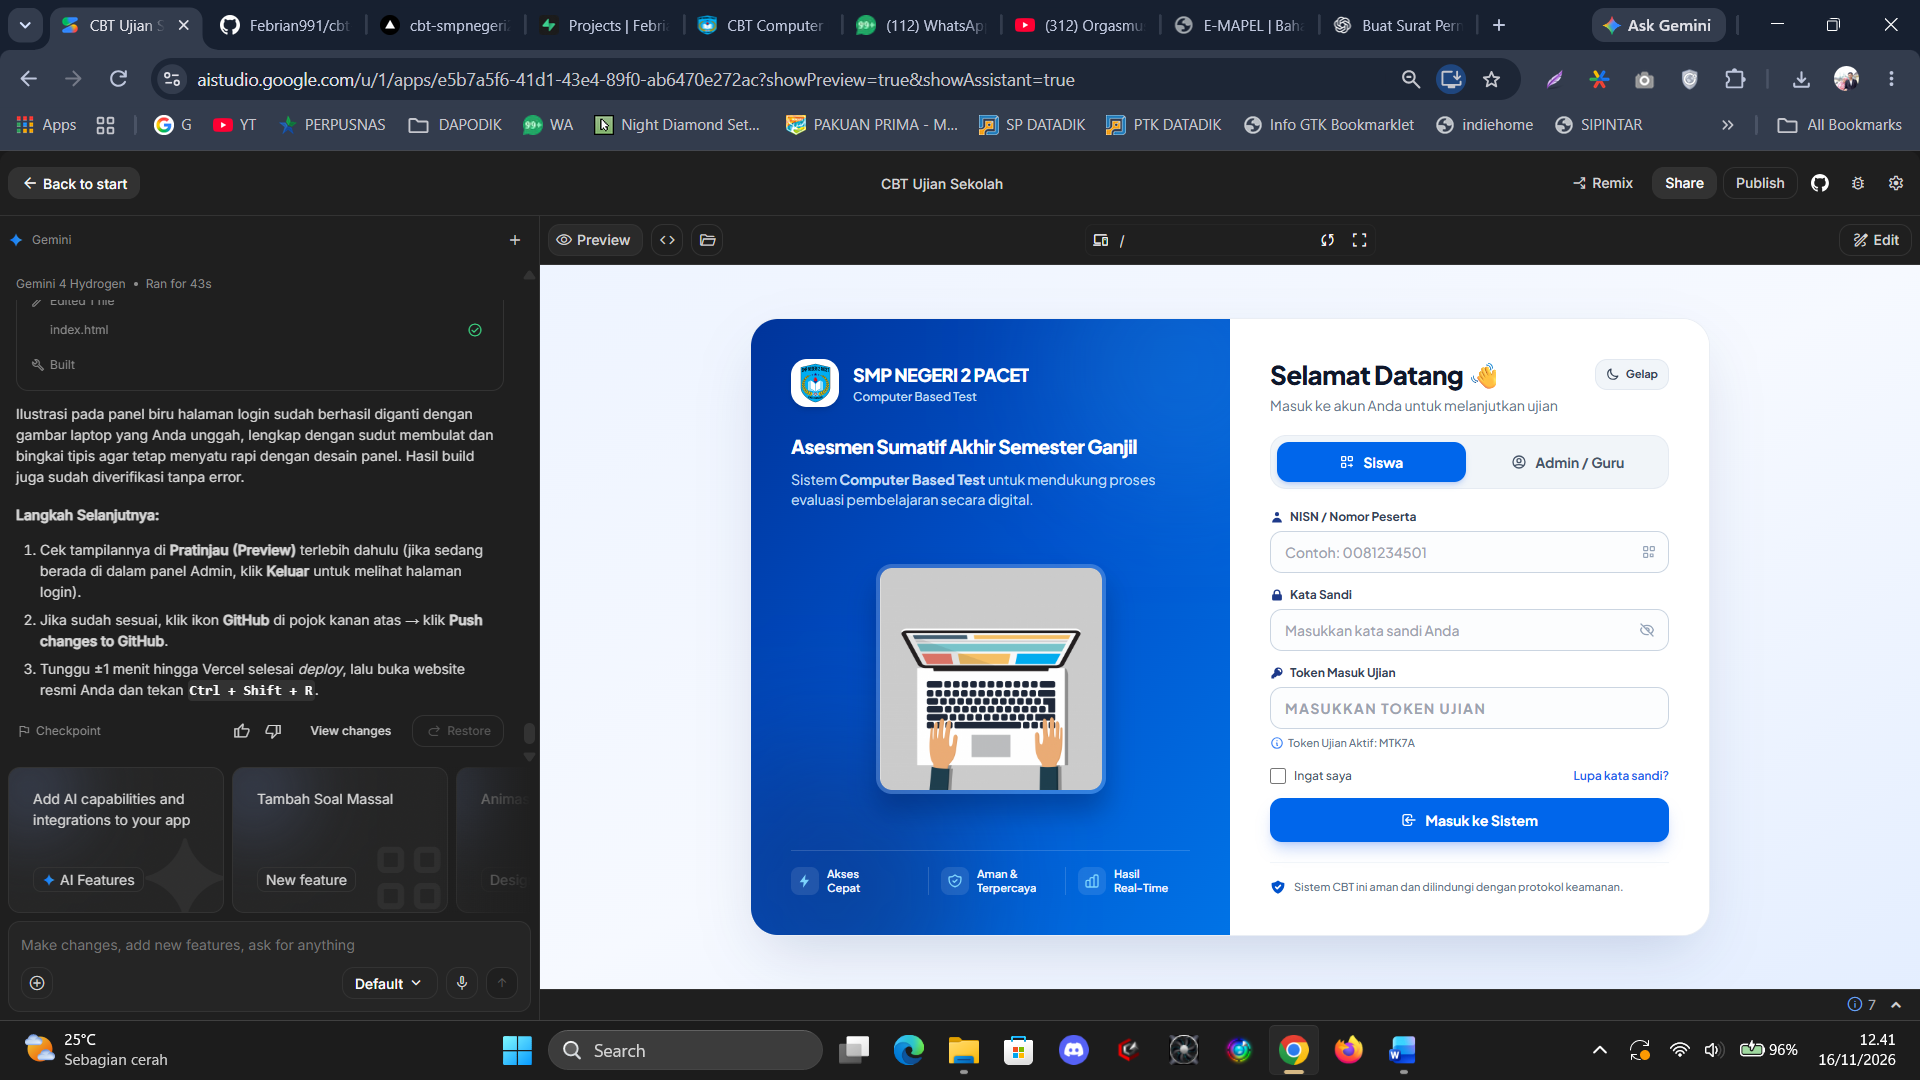 CBT Ujian S
Febrian991/cbt
cbt-smpnegeri
Projects | Febria
CBT Computer
(112) WhatsApp
(312) Orgasmu
E-MAPEL | Baha
Buat Surat Pern
Ask Gemini
aistudio.google.com/u/1/apps/e5b7a5f6-41d1-43e4-89f0-ab6470e272ac?showPreview=true&showAssistant=true
Apps
G
YT
PERPUSNAS
DAPODIK
99+ WA
Night Diamond Set...
PAKUAN PRIMA - M...
SP DATADIK
PTK DATADIK
Info GTK Bookmarklet
indiehome
SIPINTAR
All Bookmarks
Back to start
CBT Ujian Sekolah
Remix
Share
Publish
Gemini
Preview
/
Edit
Gemini 4 Hydrogen • Ran for 43s
Edited 1 file
index.html
Built
Ilustrasi pada panel biru halaman login sudah berhasil diganti dengan
gambar laptop yang Anda unggah, lengkap dengan sudut membulat dan
bingkai tipis agar tetap menyatu rapi dengan desain panel. Hasil build
juga sudah diverifikasi tanpa error.
Langkah Selanjutnya:
1. Cek tampilannya di Pratinjau (Preview) terlebih dahulu (jika sedang
berada di dalam panel Admin, klik Keluar untuk melihat halaman
login).
2. Jika sudah sesuai, klik ikon GitHub di pojok kanan atas → klik Push
changes to GitHub.
3. Tunggu ±1 menit hingga Vercel selesai deploy, lalu buka website
resmi Anda dan tekan Ctrl + Shift + R.
Checkpoint
View changes
Restore
Add AI capabilities and
integrations to your app
AI Features
Tambah Soal Massal
New feature
Animas
Desig
Make changes, add new features, ask for anything
Default
SMP NEGERI 2 PACET
Computer Based Test
Asesmen Sumatif Akhir Semester Ganjil
Sistem Computer Based Test untuk mendukung proses
evaluasi pembelajaran secara digital.
Akses
Cepat
Aman &
Terpercaya
Hasil
Real-Time
Selamat Datang 👋
Gelap
Masuk ke akun Anda untuk melanjutkan ujian
Siswa
Admin / Guru
NISN / Nomor Peserta
Contoh: 0081234501
Kata Sandi
Masukkan kata sandi Anda
Token Masuk Ujian
MASUKKAN TOKEN UJIAN
Token Ujian Aktif: MTK7A
Ingat saya
Lupa kata sandi?
Masuk ke Sistem
Sistem CBT ini aman dan dilindungi dengan protokol keamanan.
7
25°C
Sebagian cerah
Search
96%
12.41
16/11/2026